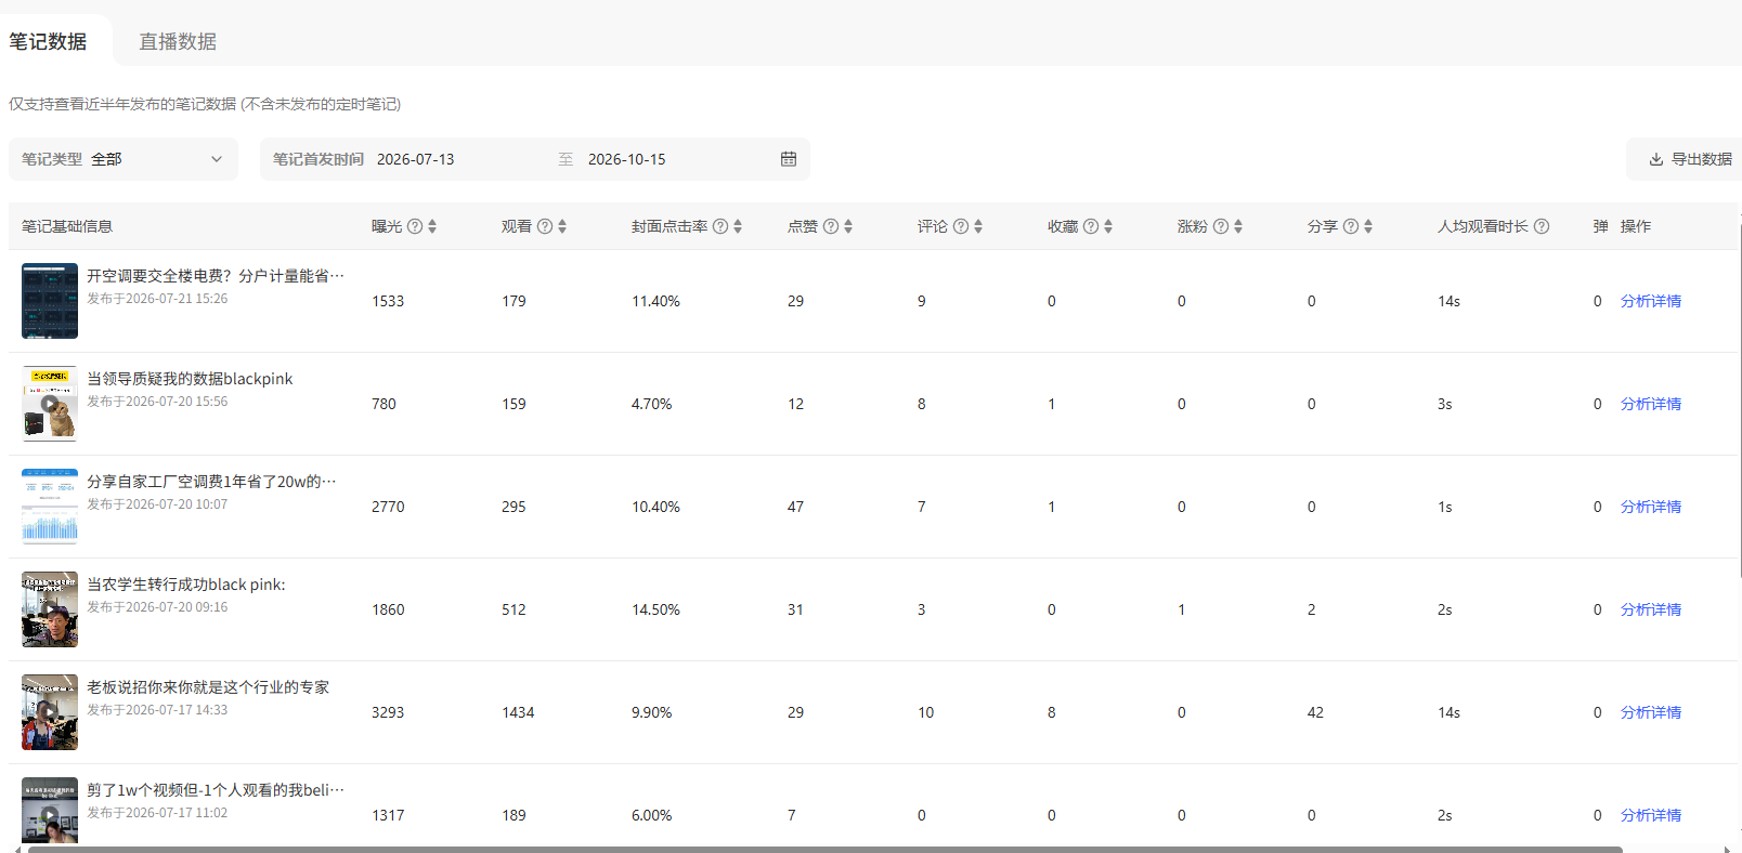 笔记数据 直播数据
仅支持查看近半年发布的笔记数据 (不含未发布的定时笔记)
笔记类型 全部 笔记首发时间 2026-07-13 至 2026-10-15 导出数据
笔记基础信息 曝光 观看 封面点击率 点赞 评论 收藏 涨粉 分享 人均观看时长 弹 操作
开空调要交全楼电费？分户计量能省…
发布于2026-07-21 15:26
1533 179 11.40% 29 9 0 0 0 14s 0 分析详情
当领导质疑我的数据blackpink
发布于2026-07-20 15:56
780 159 4.70% 12 8 1 0 0 3s 0 分析详情
分享自家工厂空调费1年省了20w的…
发布于2026-07-20 10:07
2770 295 10.40% 47 7 1 0 0 1s 0 分析详情
当农学生转行成功black pink:
发布于2026-07-20 09:16
1860 512 14.50% 31 3 0 1 2 2s 0 分析详情
老板说招你来你就是这个行业的专家
发布于2026-07-17 14:33
3293 1434 9.90% 29 10 8 0 42 14s 0 分析详情
剪了1w个视频但-1个人观看的我beli…
发布于2026-07-17 11:02
1317 189 6.00% 7 0 0 0 0 2s 0 分析详情